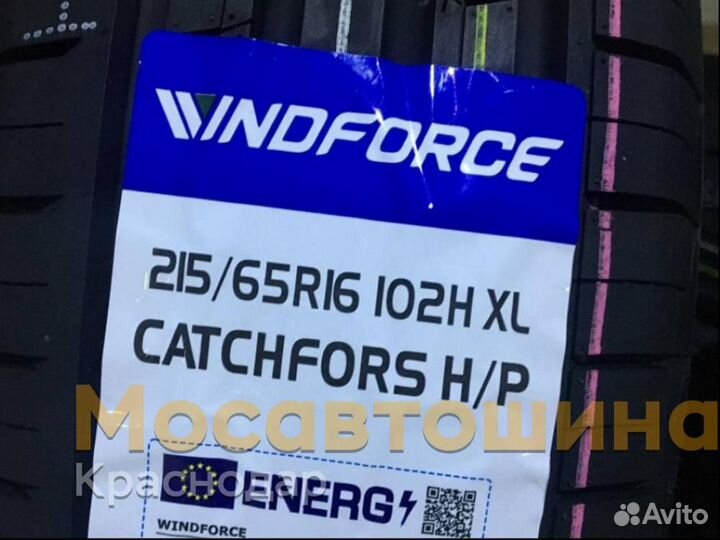 WINDFORCE
215/65R16 102H XL
CATCHFORS H/P
Мосавтошина
Краснодар
ENERG
WINDFORCE
Avito